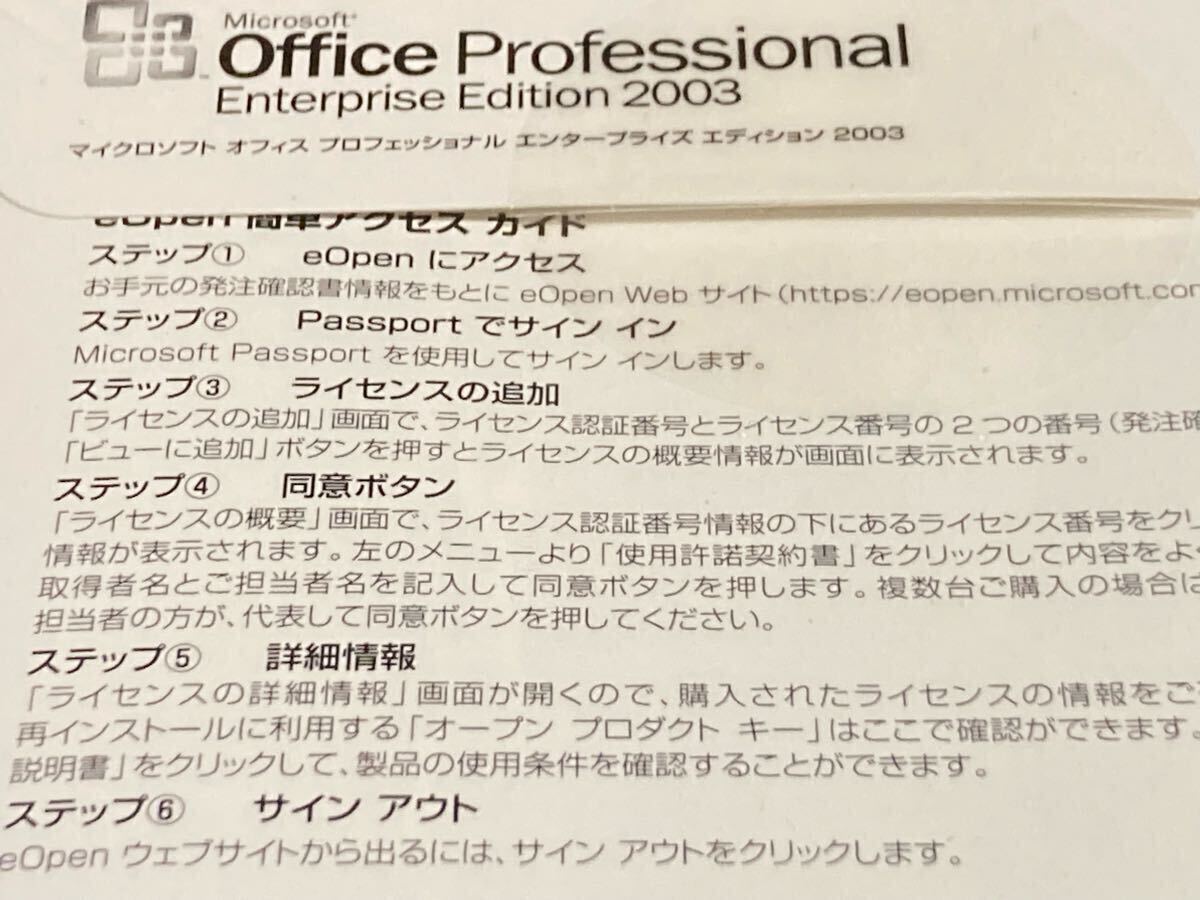 Microsoft
Office Professional
Enterprise Edition 2003
マイクロソフト オフィス プロフェッショナル エンタープライズ エディション 2003
eOpen 簡単アクセス ガイド
ステップ① eOpen にアクセス
お手元の発注確認書情報をもとに eOpen Web サイト（https://eopen.microsoft.com
ステップ② Passport でサイン イン
Microsoft Passport を使用してサイン インします。
ステップ③ ライセンスの追加
「ライセンスの追加」画面で、ライセンス認証番号とライセンス番号の 2 つの番号（発注確
「ビューに追加」ボタンを押すとライセンスの概要情報が画面に表示されます。
ステップ④ 同意ボタン
「ライセンスの概要」画面で、ライセンス認証番号情報の下にあるライセンス番号をクリ
情報が表示されます。左のメニューより「使用許諾契約書」をクリックして内容をよ
取得者名とご担当者名を記入して同意ボタンを押します。複数台ご購入の場合は
担当者の方が、代表して同意ボタンを押してください。
ステップ⑤ 詳細情報
「ライセンスの詳細情報」画面が開くので、購入されたライセンスの情報をご
再インストールに利用する「オープン プロダクト キー」はここで確認ができます。
説明書」をクリックして、製品の使用条件を確認することができます。
ステップ⑥ サイン アウト
eOpen ウェブサイトから出るには、サイン アウトをクリックします。